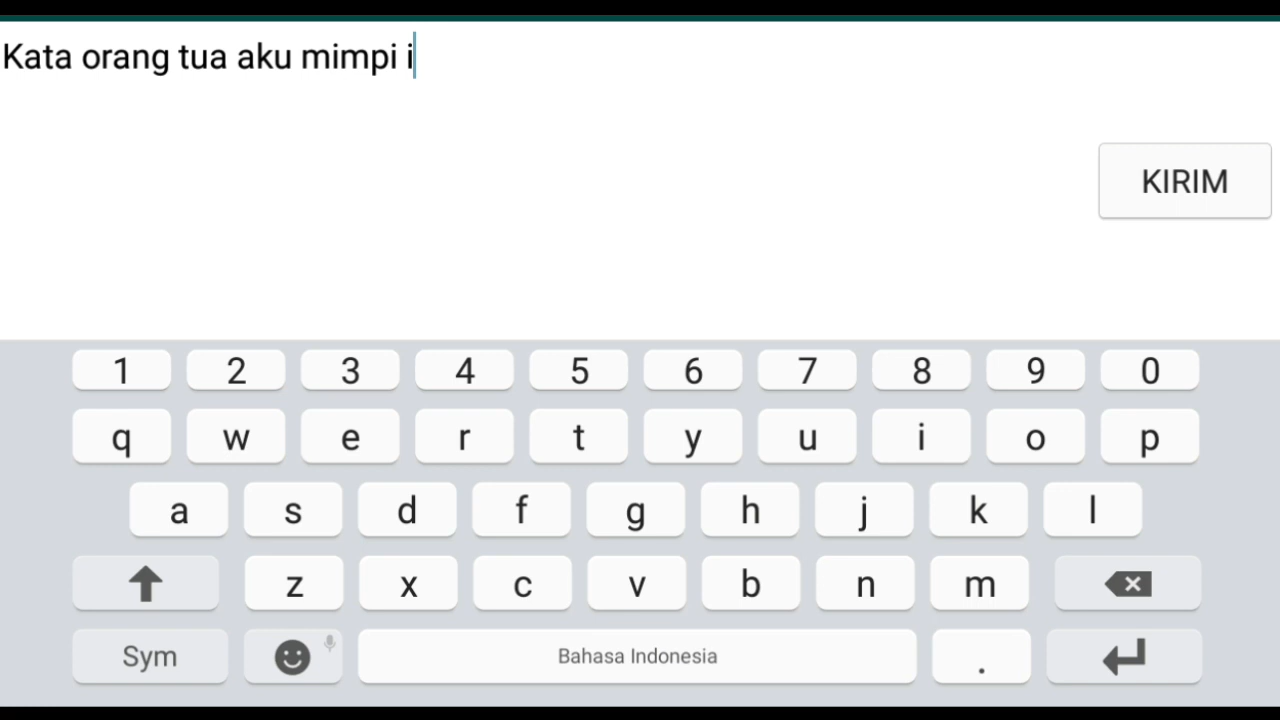 Kata orang tua aku mimpi i
KIRIM
1 2 3 4 5 6 7 8 9 0
q w e r t y u i o p
a s d f g h j k l
z x c v b n m
Sym Bahasa Indonesia .